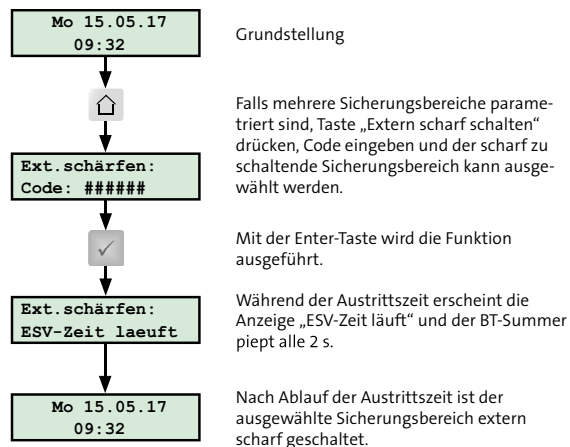 Mo 15.05.17
09:32
Grundstellung
Falls mehrere Sicherungsbereiche parame-
triert sind, Taste „Extern scharf schalten“
drücken, Code eingeben und der scharf zu
schaltende Sicherungsbereich kann ausge-
wählt werden.
Ext.schärfen:
Code: ######
Mit der Enter-Taste wird die Funktion
ausgeführt.
Ext.schärfen:
ESV-Zeit laeuft
Während der Austrittszeit erscheint die
Anzeige „ESV-Zeit läuft“ und der BT-Summer
piept alle 2 s.
Mo 15.05.17
09:32
Nach Ablauf der Austrittszeit ist der
ausgewählte Sicherungsbereich extern
scharf geschaltet.